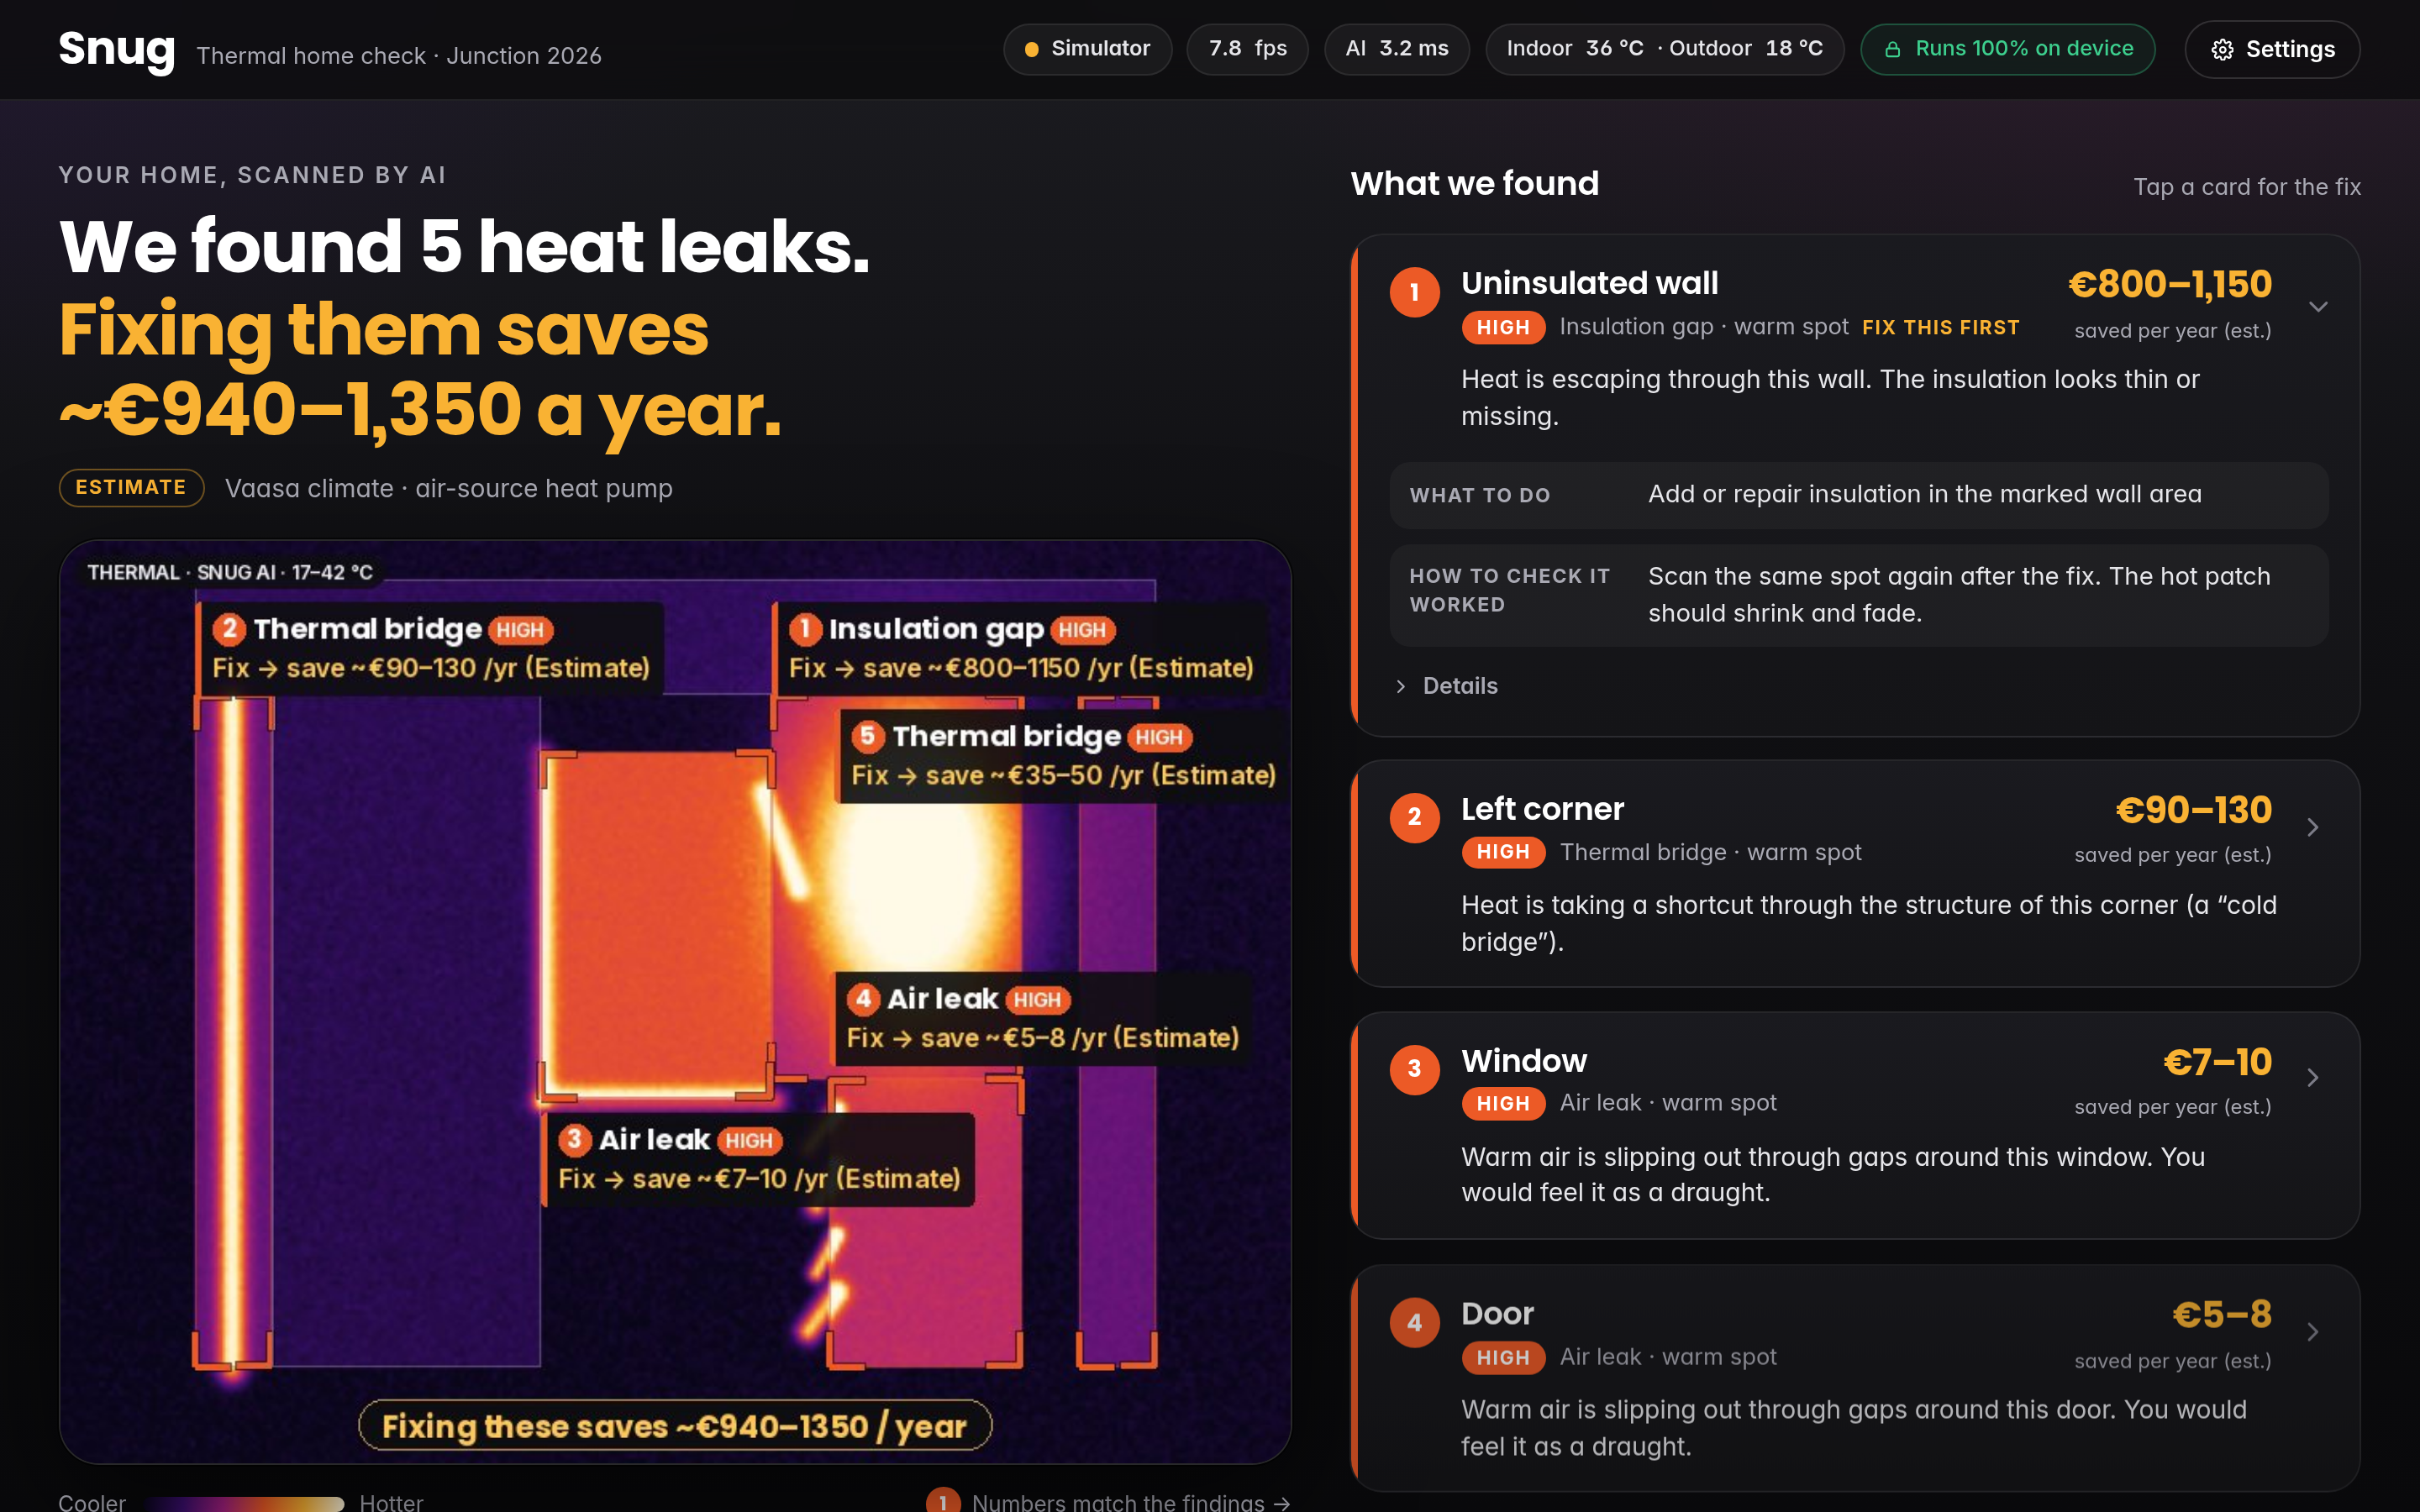 Snug
Thermal home check · Junction 2026
Simulator
7.8 fps
AI 3.2 ms
Indoor 36 °C · Outdoor 18 °C
Runs 100% on device
Settings
YOUR HOME, SCANNED BY AI
We found 5 heat leaks.
Fixing them saves
~€940–1,350 a year.
ESTIMATE
Vaasa climate · air-source heat pump
THERMAL · SNUG AI · 17–42 °C
2 Thermal bridge HIGH
Fix → save ~€90–130 /yr (Estimate)
1 Insulation gap HIGH
Fix → save ~€800–1150 /yr (Estimate)
5 Thermal bridge HIGH
Fix → save ~€35–50 /yr (Estimate)
4 Air leak HIGH
Fix → save ~€5–8 /yr (Estimate)
3 Air leak HIGH
Fix → save ~€7–10 /yr (Estimate)
Fixing these saves ~€940–1350 / year
Cooler
Hotter
1 Numbers match the findings →
What we found
Tap a card for the fix
1
Uninsulated wall
€800–1,150
HIGH Insulation gap · warm spot FIX THIS FIRST
saved per year (est.)
Heat is escaping through this wall. The insulation looks thin or
missing.
WHAT TO DO
Add or repair insulation in the marked wall area
HOW TO CHECK IT
WORKED
Scan the same spot again after the fix. The hot patch
should shrink and fade.
Details
2
Left corner
€90–130
HIGH Thermal bridge · warm spot
saved per year (est.)
Heat is taking a shortcut through the structure of this corner (a “cold
bridge”).
3
Window
€7–10
HIGH Air leak · warm spot
saved per year (est.)
Warm air is slipping out through gaps around this window. You
would feel it as a draught.
4
Door
€5–8
HIGH Air leak · warm spot
saved per year (est.)
Warm air is slipping out through gaps around this door. You would
feel it as a draught.